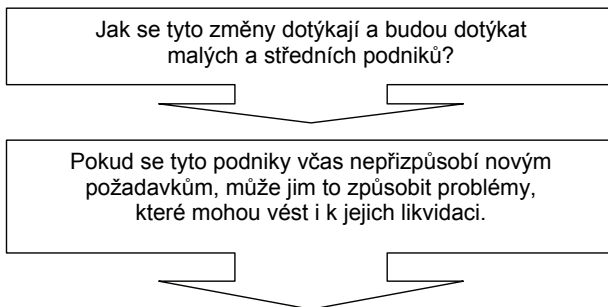 Jak se tyto změny dotýkají a budou dotýkat
malých a středních podniků?
Pokud se tyto podniky včas nepřizpůsobí novým
požadavkům, může jim to způsobit problémy,
které mohou vést i k jejich likvidaci.